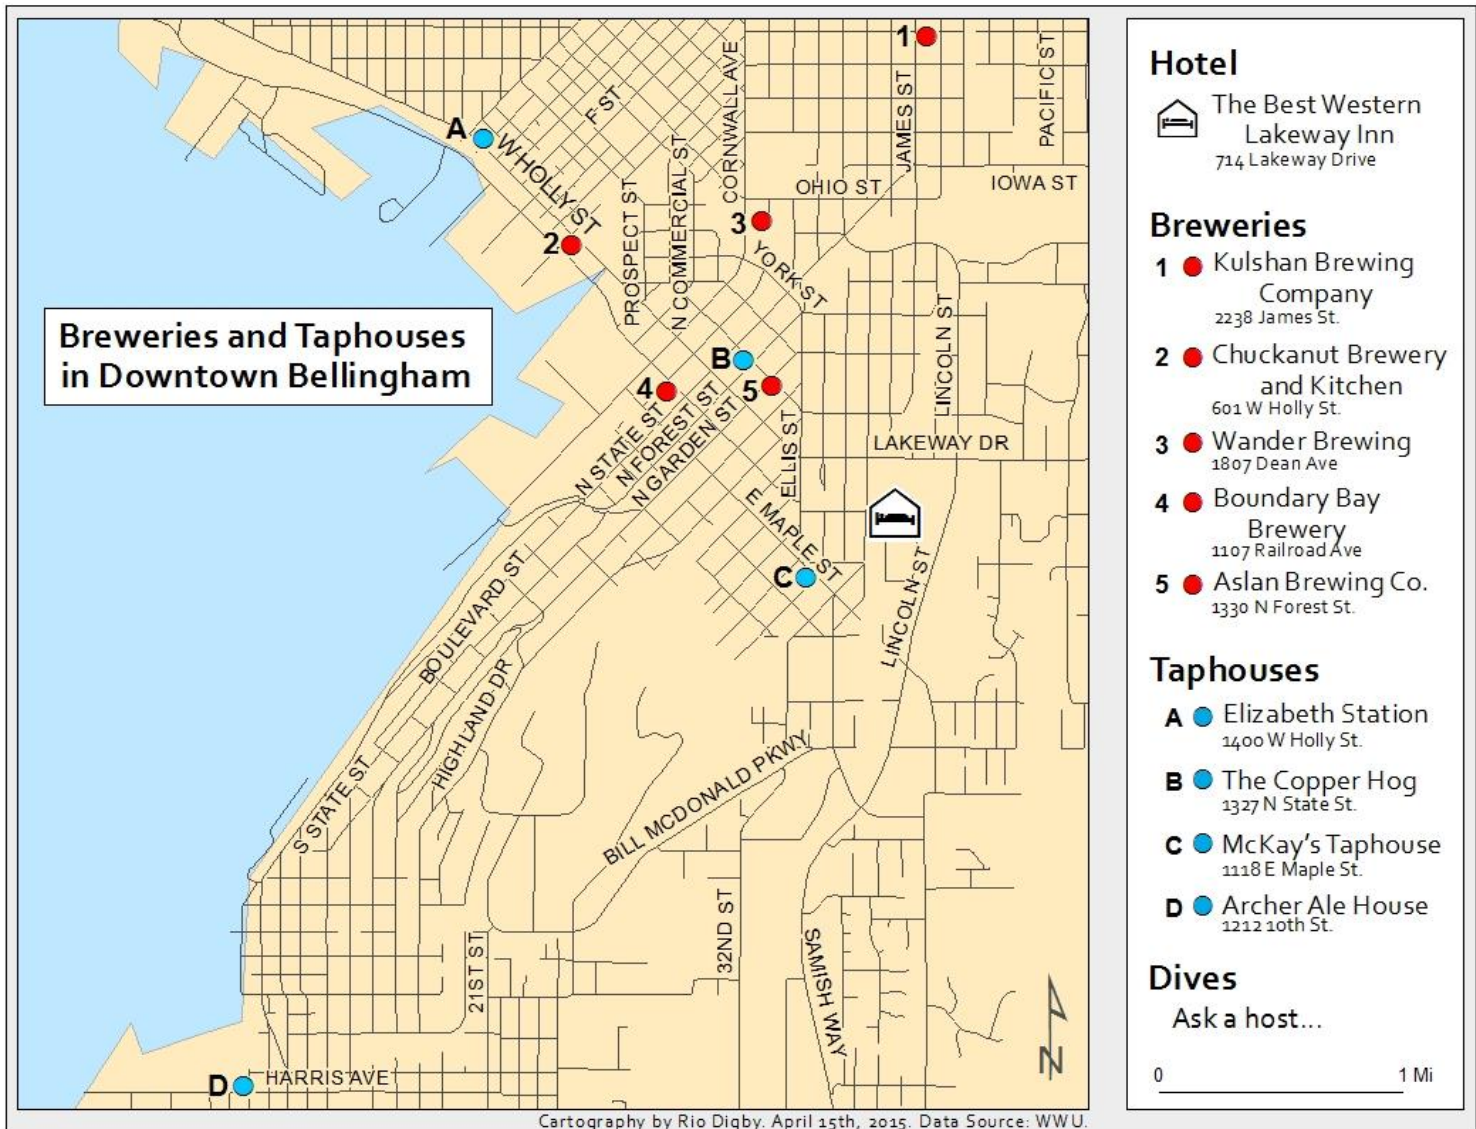 Breweries and Taphouses
in Downtown Bellingham
1
A
W HOLLY ST
F ST
CORNWALL AVE
JAMES ST
PACIFIC ST
OHIO ST
IOWA ST
PROSPECT ST
N COMMERCIAL ST
2
3
YORK ST
B
4
5
N STATE ST
N FOREST ST
N GARDEN ST
ELLIS ST
LINCOLN ST
LAKEWAY DR
E MAPLE ST
C
LINCOLN ST
BOULEVARD ST
HIGHLAND DR
S STATE ST
BILL MCDONALD PKWY
32ND ST
21ST ST
SAMISH WAY
D
HARRIS AVE
N
Hotel
The Best Western
Lakeway Inn
714 Lakeway Drive
Breweries
1 Kulshan Brewing
Company
2238 James St.
2 Chuckanut Brewery
and Kitchen
601 W Holly St.
3 Wander Brewing
1807 Dean Ave
4 Boundary Bay
Brewery
1107 Railroad Ave
5 Aslan Brewing Co.
1330 N Forest St.
Taphouses
A Elizabeth Station
1400 W Holly St.
B The Copper Hog
1327 N State St.
C McKay's Taphouse
1118 E Maple St.
D Archer Ale House
1212 10th St.
Dives
Ask a host...
0 1 Mi
Cartography by Rio Digby. April 15th, 2015. Data Source: WWU.